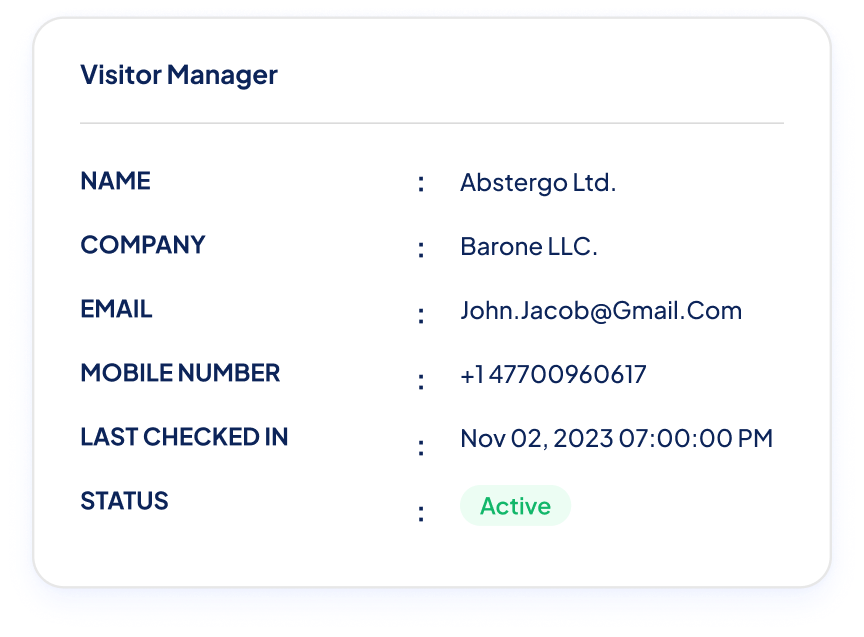 Visitor Manager
NAME : Abstergo Ltd.
COMPANY : Barone LLC.
EMAIL : John.Jacob@Gmail.Com
MOBILE NUMBER : +1 47700960617
LAST CHECKED IN : Nov 02, 2023 07:00:00 PM
STATUS : Active